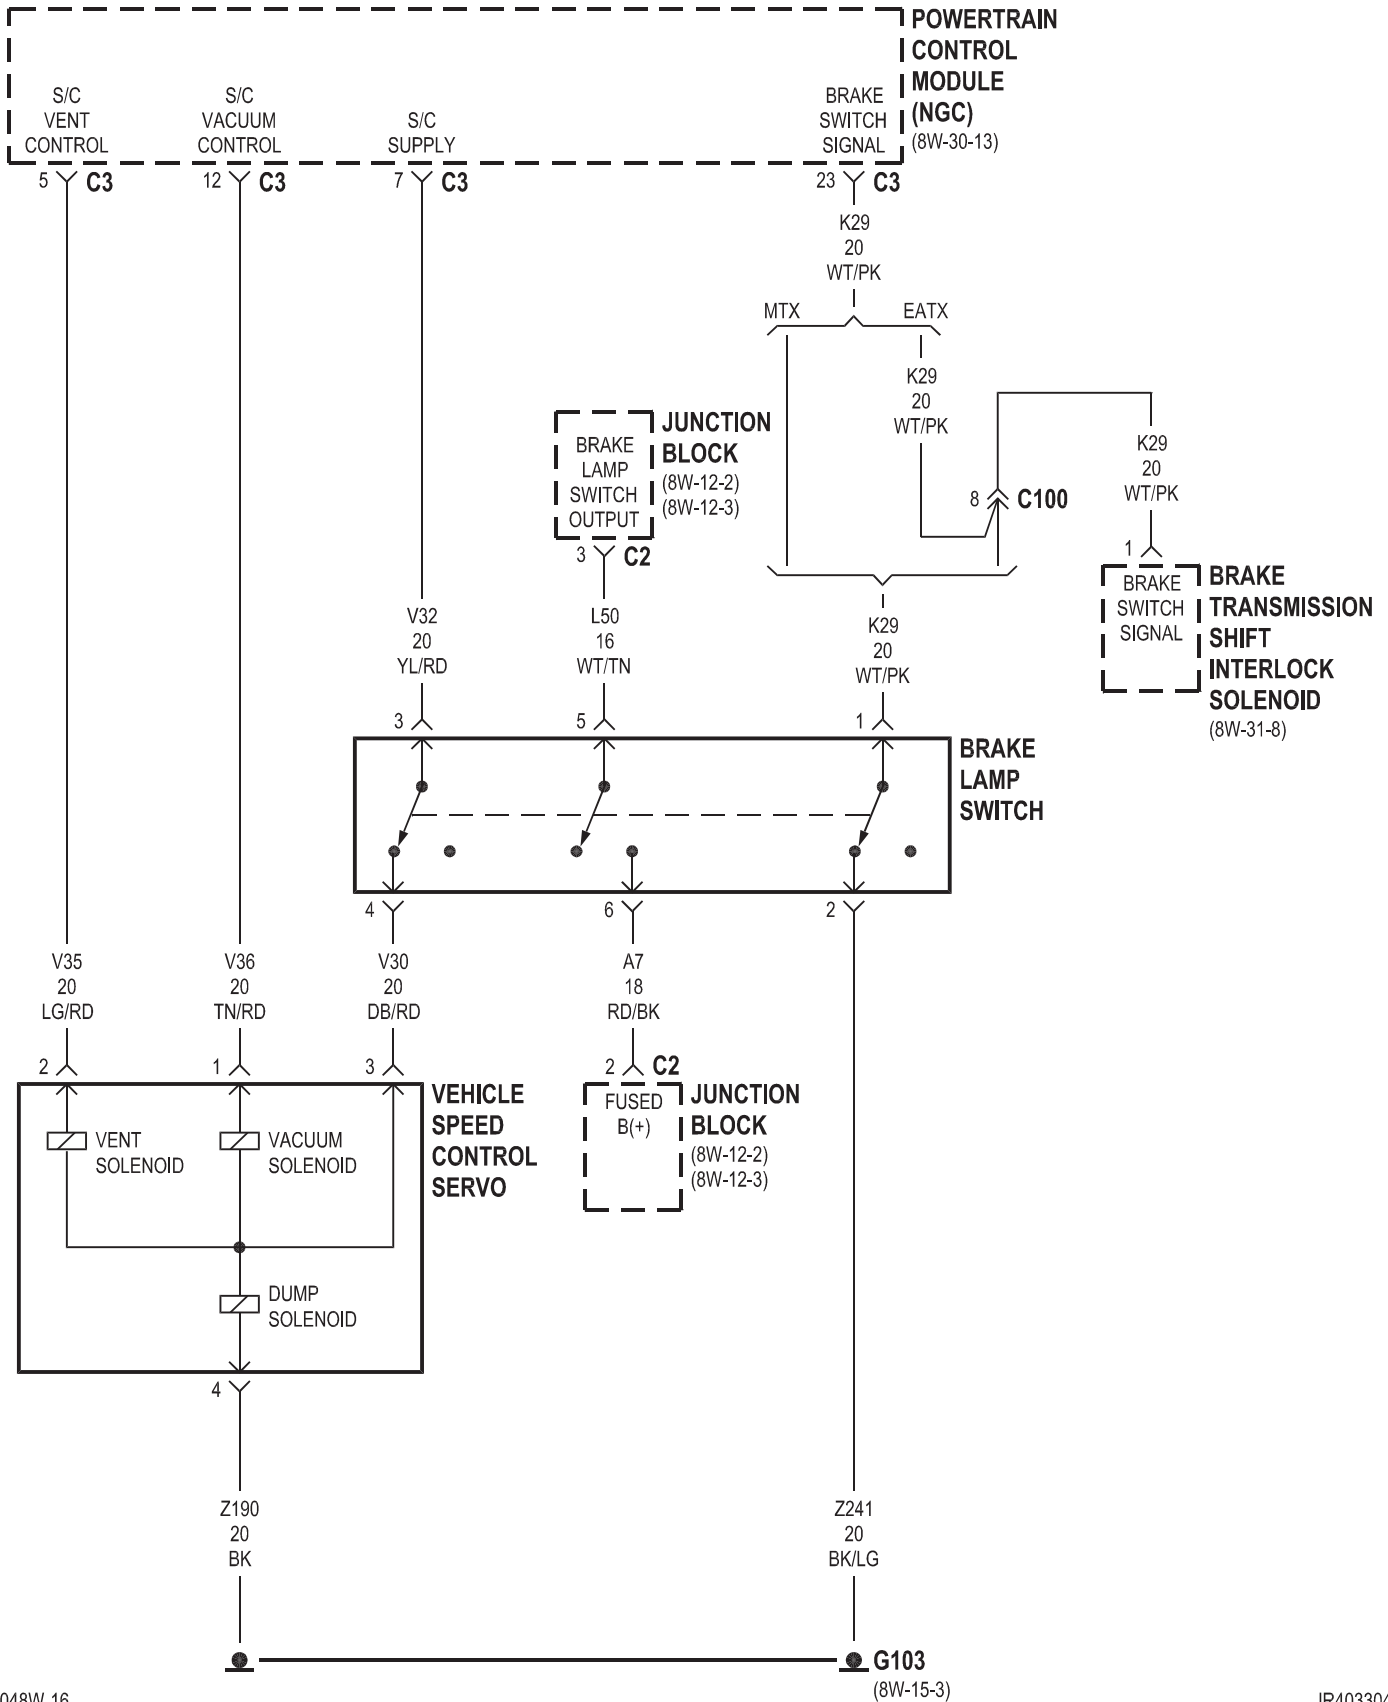 POWERTRAIN
CONTROL
MODULE
(NGC)
(8W-30-13)
S/C
VENT
CONTROL
S/C
VACUUM
CONTROL
S/C
SUPPLY
BRAKE
SWITCH
SIGNAL
5 C3
12 C3
7 C3
23 C3
K29
20
WT/PK
MTX
EATX
K29
20
WT/PK
8 C100
K29
20
WT/PK
1
BRAKE
SWITCH
SIGNAL
BRAKE
TRANSMISSION
SHIFT
INTERLOCK
SOLENOID
(8W-31-8)
BRAKE
LAMP
SWITCH
OUTPUT
JUNCTION
BLOCK
(8W-12-2)
(8W-12-3)
3 C2
V32
20
YL/RD
L50
16
WT/TN
K29
20
WT/PK
3
5
1
BRAKE
LAMP
SWITCH
4
6
2
V35
20
LG/RD
V36
20
TN/RD
V30
20
DB/RD
A7
18
RD/BK
2
1
3
2 C2
FUSED
B(+)
JUNCTION
BLOCK
(8W-12-2)
(8W-12-3)
VEHICLE
SPEED
CONTROL
SERVO
VENT
SOLENOID
VACUUM
SOLENOID
DUMP
SOLENOID
4
Z190
20
BK
Z241
20
BK/LG
G103
(8W-15-3)
048W-16
JR403304